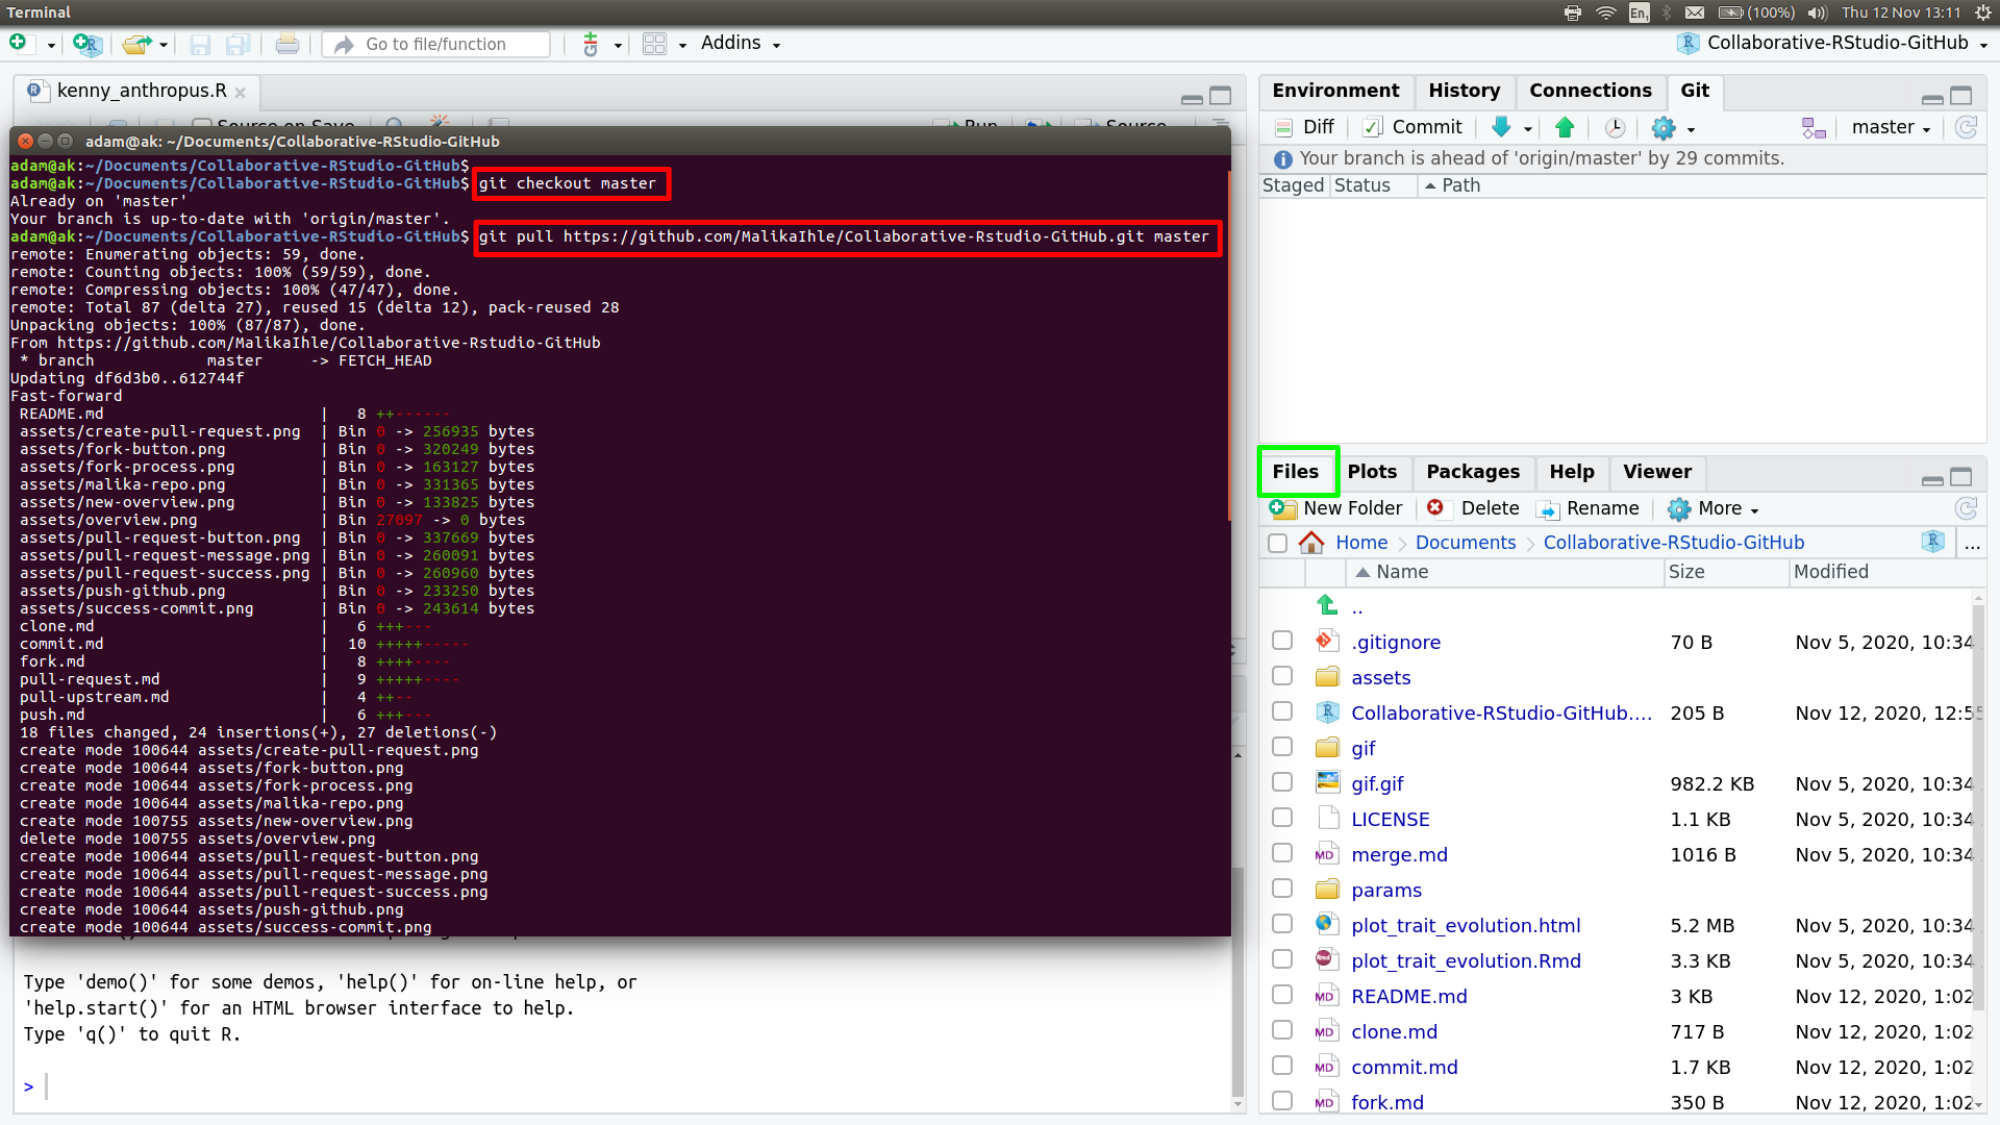 Terminal
En1
(100%)
Thu 12 Nov 13:11
Go to file/function
Addins
Collaborative-RStudio-GitHub
kenny_anthropus.R
Source on Save
Run
Source
adam@ak: ~/Documents/Collaborative-RStudio-GitHub
adam@ak:~/Documents/Collaborative-RStudio-GitHub$
adam@ak:~/Documents/Collaborative-RStudio-GitHub$ git checkout master
Already on 'master'
Your branch is up-to-date with 'origin/master'.
adam@ak:~/Documents/Collaborative-RStudio-GitHub$ git pull https://github.com/MalikaIhle/Collaborative-Rstudio-GitHub.git master
remote: Enumerating objects: 59, done.
remote: Counting objects: 100% (59/59), done.
remote: Compressing objects: 100% (47/47), done.
remote: Total 87 (delta 27), reused 15 (delta 12), pack-reused 28
Unpacking objects: 100% (87/87), done.
From https://github.com/MalikaIhle/Collaborative-Rstudio-GitHub
* branch master -> FETCH_HEAD
Updating df6d3b0..612744f
Fast-forward
README.md | 8 ++------
assets/create-pull-request.png | Bin 0 -> 256935 bytes
assets/fork-button.png | Bin 0 -> 320249 bytes
assets/fork-process.png | Bin 0 -> 163127 bytes
assets/malika-repo.png | Bin 0 -> 331365 bytes
assets/new-overview.png | Bin 0 -> 133825 bytes
assets/overview.png | Bin 27097 -> 0 bytes
assets/pull-request-button.png | Bin 0 -> 337669 bytes
assets/pull-request-message.png | Bin 0 -> 260091 bytes
assets/pull-request-success.png | Bin 0 -> 260960 bytes
assets/push-github.png | Bin 0 -> 233250 bytes
assets/success-commit.png | Bin 0 -> 243614 bytes
clone.md | 6 +++---
commit.md | 10 +++++-----
fork.md | 8 ++++----
pull-request.md | 9 +++++----
pull-upstream.md | 4 ++--
push.md | 6 +++---
18 files changed, 24 insertions(+), 27 deletions(-)
create mode 100644 assets/create-pull-request.png
create mode 100644 assets/fork-button.png
create mode 100644 assets/fork-process.png
create mode 100644 assets/malika-repo.png
create mode 100755 assets/new-overview.png
delete mode 100755 assets/overview.png
create mode 100644 assets/pull-request-button.png
create mode 100644 assets/pull-request-message.png
create mode 100644 assets/pull-request-success.png
create mode 100644 assets/push-github.png
create mode 100644 assets/success-commit.png
Type 'demo()' for some demos, 'help()' for on-line help, or
'help.start()' for an HTML browser interface to help.
Type 'q()' to quit R.
>
Environment History Connections Git
Diff Commit master
Your branch is ahead of 'origin/master' by 29 commits.
Staged Status Path
Files Plots Packages Help Viewer
New Folder Delete Rename More
Home Documents Collaborative-RStudio-GitHub ...
Name Size Modified
..
.gitignore 70 B Nov 5, 2020, 10:34
assets
Collaborative-RStudio-GitHub.... 205 B Nov 12, 2020, 12:55
gif
gif.gif 982.2 KB Nov 5, 2020, 10:34
LICENSE 1.1 KB Nov 5, 2020, 10:34
MD merge.md 1016 B Nov 5, 2020, 10:34
params
plot_trait_evolution.html 5.2 MB Nov 5, 2020, 10:34
plot_trait_evolution.Rmd 3.3 KB Nov 5, 2020, 10:34
MD README.md 3 KB Nov 12, 2020, 1:02
MD clone.md 717 B Nov 12, 2020, 1:02
MD commit.md 1.7 KB Nov 12, 2020, 1:02
MD fork.md 350 B Nov 12, 2020, 1:02